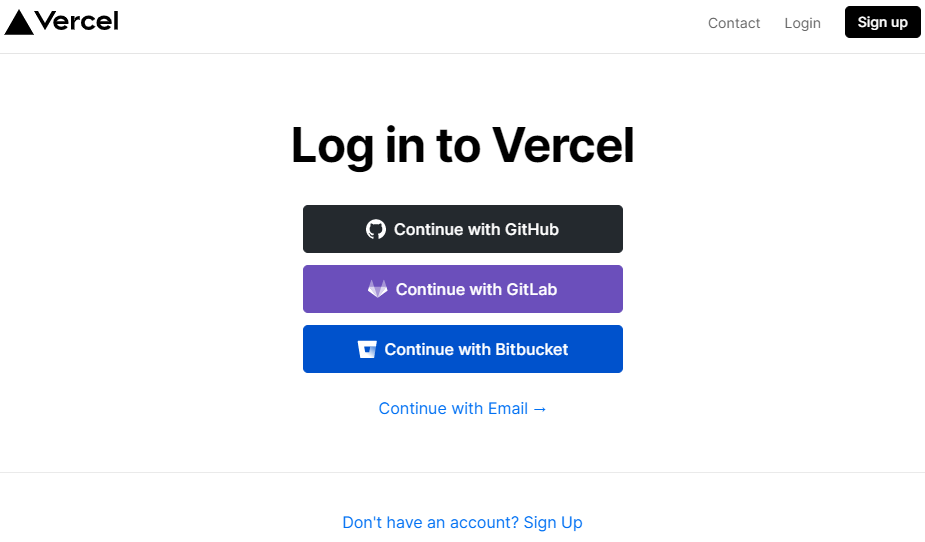 Vercel
Contact Login Sign up
Log in to Vercel
Continue with GitHub
Continue with GitLab
Continue with Bitbucket
Continue with Email →
Don't have an account? Sign Up